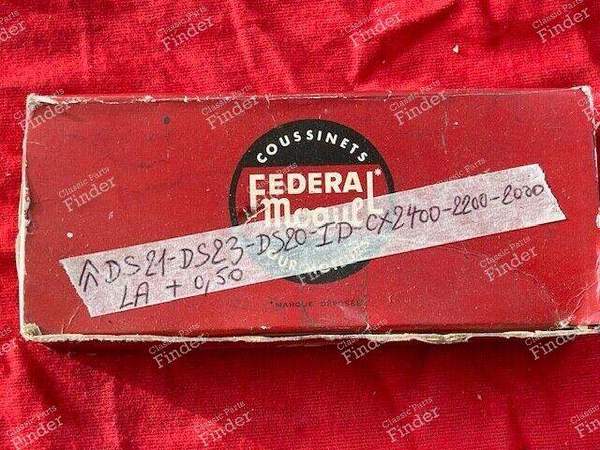 COUSSINETS
FEDERAL*
Mogul
⩚ DS21-DS23-DS20-ID-CX2400-2200-2000
LA + 0,50
*MARQUE DÉPOSÉE
Classic Parts
Finder